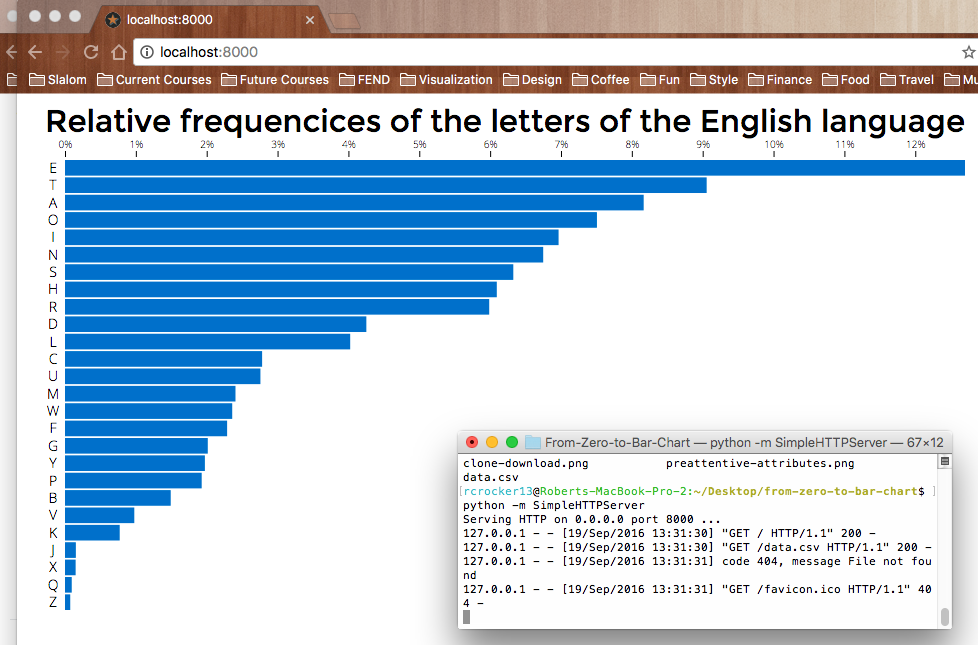 localhost:8000
localhost:8000
Slalom Current Courses Future Courses FEND Visualization Design Coffee Fun Style Finance Food Travel
Relative frequencices of the letters of the English language
0% 1% 2% 3% 4% 5% 6% 7% 8% 9% 10% 11% 12%
E
T
A
O
I
N
S
H
R
D
L
C
U
M
W
F
G
Y
P
B
V
K
J
X
Q
Z
From-Zero-to-Bar-Chart — python -m SimpleHTTPServer — 67×12
clone-download.png preattentive-attributes.png
data.csv
[rcrocker13@Roberts-MacBook-Pro-2:~/Desktop/from-zero-to-bar-chart$ ]
python -m SimpleHTTPServer
Serving HTTP on 0.0.0.0 port 8000 ...
127.0.0.1 - - [19/Sep/2016 13:31:30] "GET / HTTP/1.1" 200 -
127.0.0.1 - - [19/Sep/2016 13:31:30] "GET /data.csv HTTP/1.1" 200 -
127.0.0.1 - - [19/Sep/2016 13:31:31] code 404, message File not fou
nd
127.0.0.1 - - [19/Sep/2016 13:31:31] "GET /favicon.ico HTTP/1.1" 40
4 -